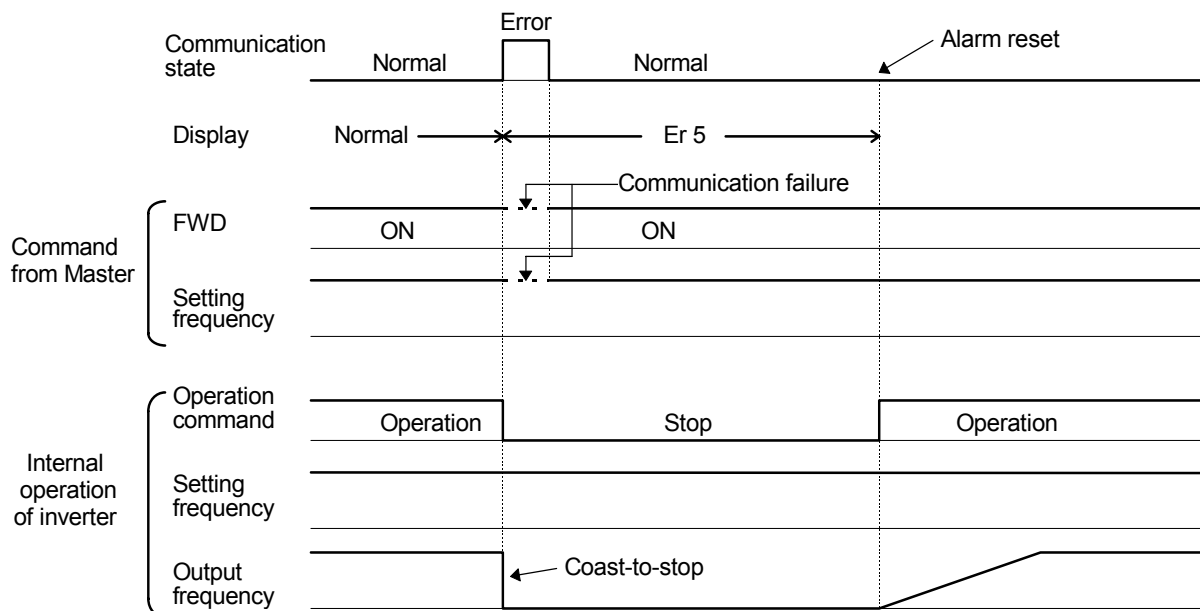 Error
Communication
state
Normal
Normal
Alarm reset
Display
Normal
Er 5
Communication failure
Command
from Master
FWD
ON
ON
Setting
frequency
Internal
operation
of inverter
Operation
command
Operation
Stop
Operation
Setting
frequency
Output
frequency
Coast-to-stop